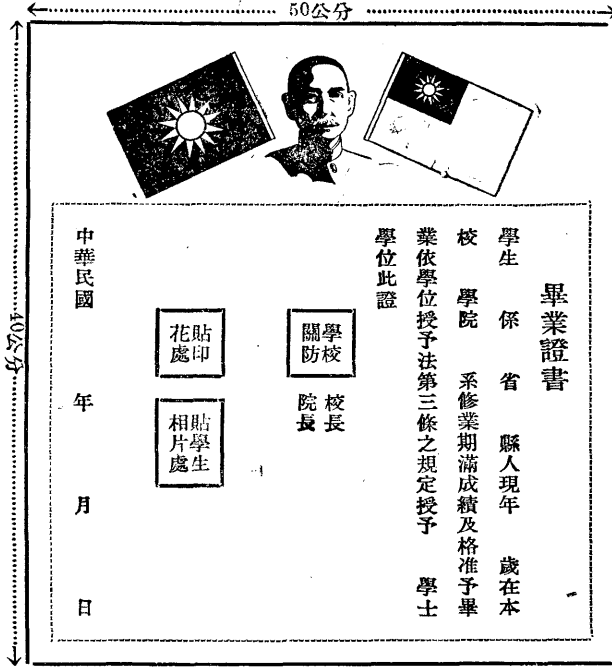 50公分
40公分
畢業證書
學生 係 省 縣人現年 歲在本
校 學院 系修業期滿成績及格准予畢
業依學位授予法第三條之規定授予 學士
學位此證
學校
關防
校長
院長
貼印
花處
貼學生
相片處
中華民國 年 月 日